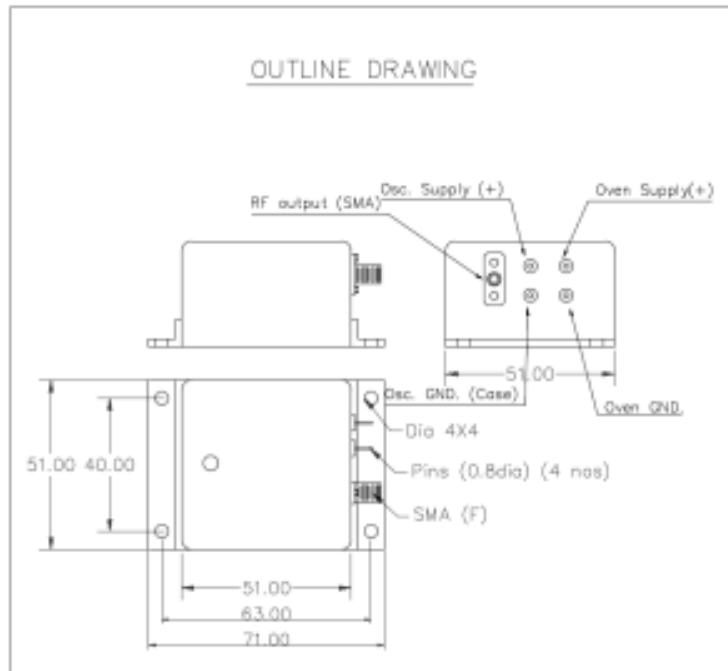 OUTLINE DRAWING
Osc. Supply (+)
Oven Supply(+)
RF output (SMA)
51.00
Osc. GND. (Case)
Oven GND.
Dia 4X4
51.00
40.00
Pins (0.8dia) (4 nos)
SMA (F)
51.00
63.00
71.00